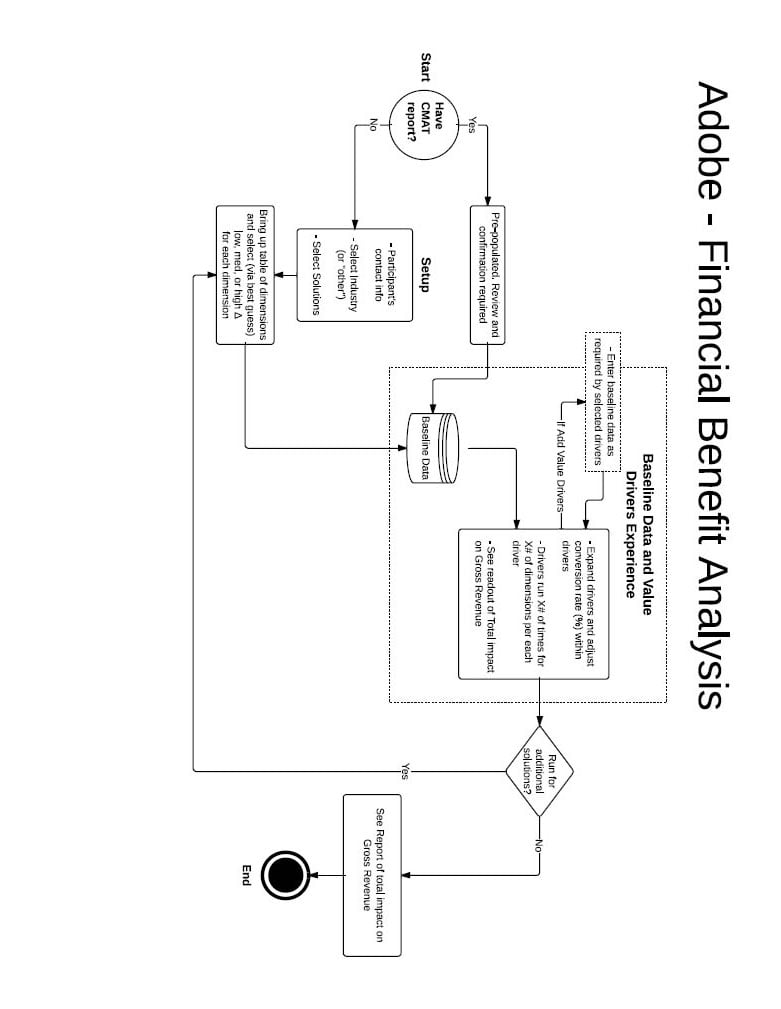 Adobe - Financial Benefit Analysis
Start
Have
CMAT
report?
Yes
No
Pre-populated. Review and
confirmation required
Setup
- Participant's
contact info
- Select Industry
(or "other")
- Select Solutions
Bring up table of dimensions
and select (via best guess)
low, med, or high Δ
for each dimension
Baseline Data and Value
Drivers Experience
- Enter baseline data as
required by selected drivers
If Add Value Drivers
Baseline Data
- Expand drivers and adjust
conversion rate (%) within
drivers
- Drivers run X# of times for
X# of dimensions per each
driver
- See readout of Total impact
on Gross Revenue
Run for
additional
solutions?
No
Yes
See Report of total impact on
Gross Revenue
End